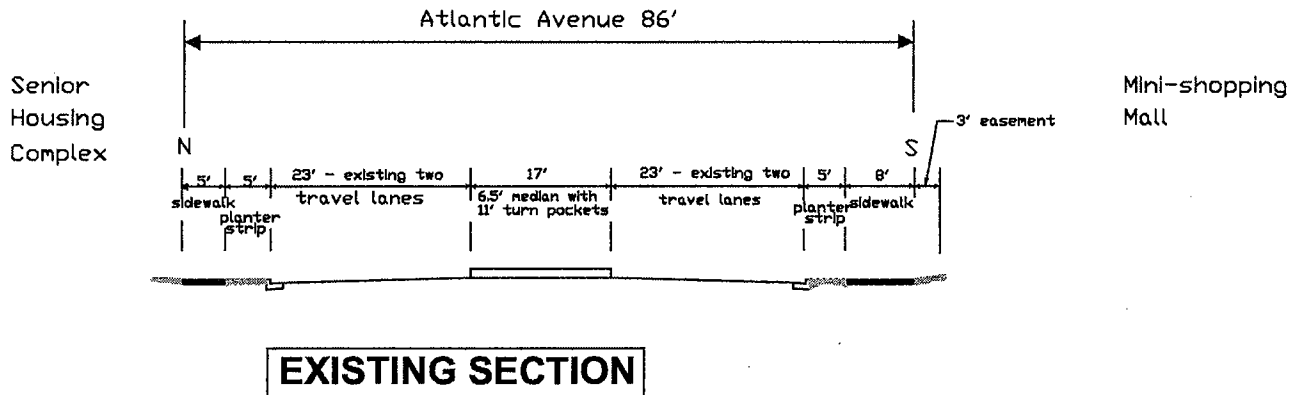 Atlantic Avenue 86'
Senior
Housing
Complex
Mini-shopping
Mall
N
S
3' easement
5'
sidewalk
5'
planter
strip
23' - existing two
travel lanes
17'
6.5' median with
11' turn pockets
23' - existing two
travel lanes
5'
planter
strip
8'
sidewalk
EXISTING SECTION